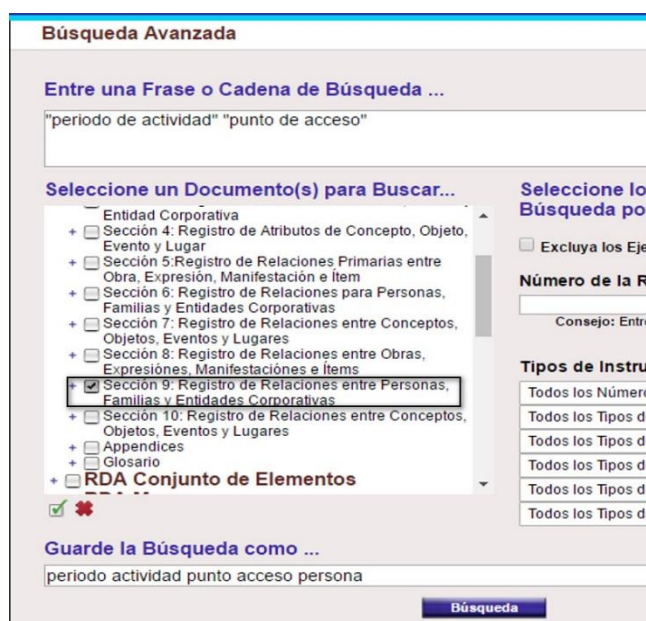 Búsqueda Avanzada
Entre una Frase o Cadena de Búsqueda ...
"periodo de actividad" "punto de acceso"
Seleccione un Documento(s) para Buscar...
Entidad Corporativa
Sección 4: Registro de Atributos de Concepto, Objeto,
Evento y Lugar
Sección 5:Registro de Relaciones Primarias entre
Obra, Expresión, Manifestación e Ítem
Sección 6: Registro de Relaciones para Personas,
Familias y Entidades Corporativas
Sección 7: Registro de Relaciones entre Conceptos,
Objetos, Eventos y Lugares
Sección 8: Registro de Relaciones entre Obras,
Expresiónes, Manifestaciónes e Ítems
Sección 9: Registro de Relaciones entre Personas,
Familias y Entidades Corporativas
Sección 10: Registro de Relaciones entre Conceptos,
Objetos, Eventos y Lugares
Appendices
Glosario
RDA Conjunto de Elementos
Seleccione lo
Búsqueda po
Excluya los Eje
Número de la R
Consejo: Entre
Tipos de Instru
Todos los Número
Todos los Tipos d
Todos los Tipos d
Todos los Tipos d
Todos los Tipos d
Todos los Tipos d
Guarde la Búsqueda como ...
periodo actividad punto acceso persona
Búsqueda